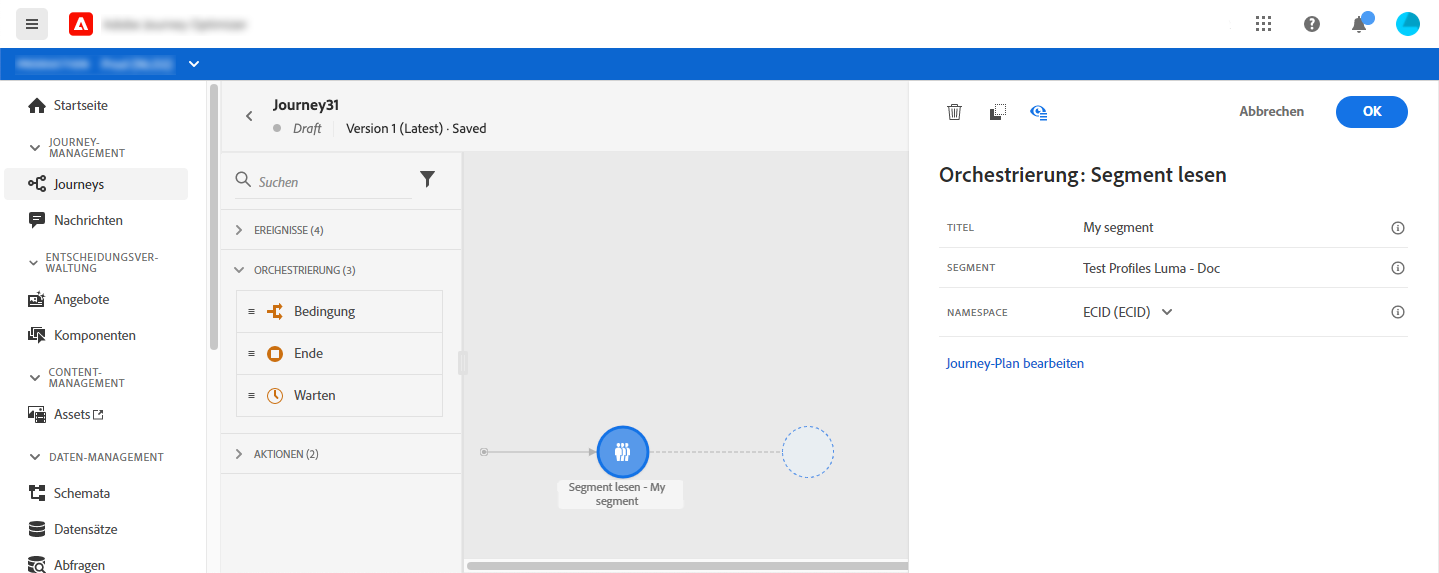 Startseite
JOURNEY-
MANAGEMENT
Journeys
Nachrichten
ENTSCHEIDUNGSVER-
WALTUNG
Angebote
Komponenten
CONTENT-
MANAGEMENT
Assets
DATEN-MANAGEMENT
Schemata
Datensätze
Abfragen
Journey31
Draft Version 1 (Latest) · Saved
Suchen
EREIGNISSE (4)
ORCHESTRIERUNG (3)
Bedingung
Ende
Warten
AKTIONEN (2)
Segment lesen - My
segment
Abbrechen OK
Orchestrierung: Segment lesen
TITEL My segment
SEGMENT Test Profiles Luma - Doc
NAMESPACE ECID (ECID)
Journey-Plan bearbeiten